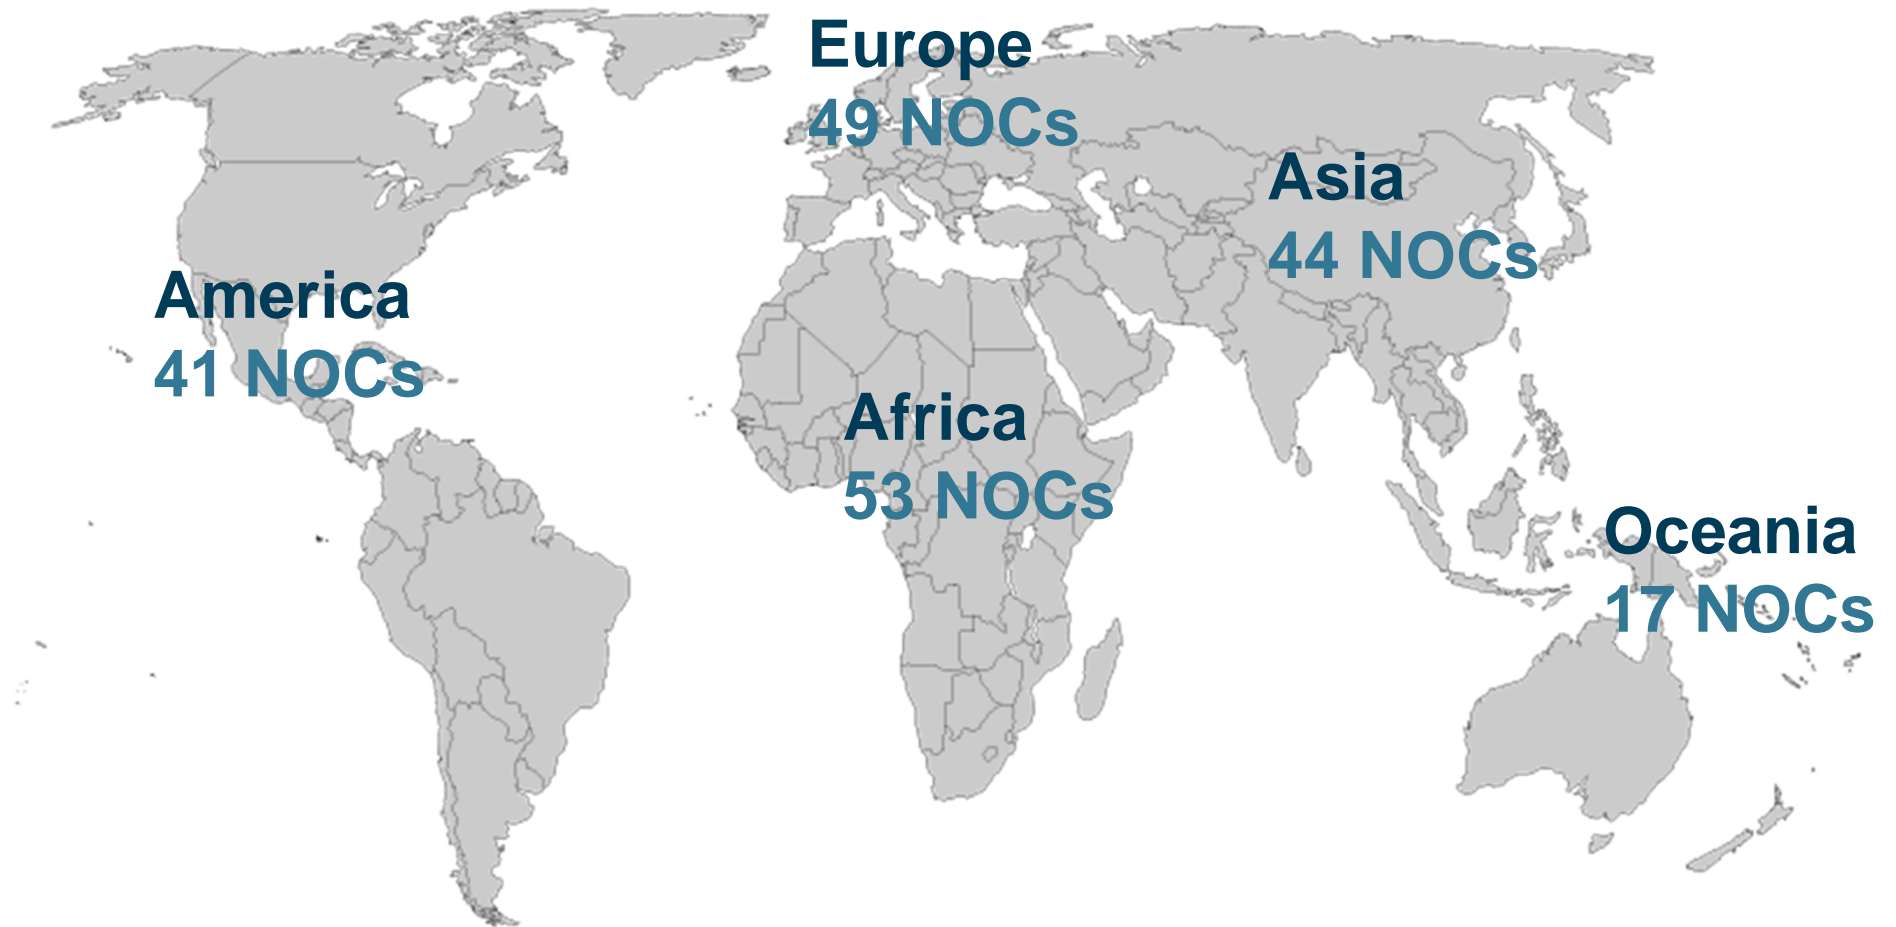 Europe
49 NOCs
Asia
44 NOCs
America
41 NOCs
Africa
53 NOCs
Oceania
17 NOCs